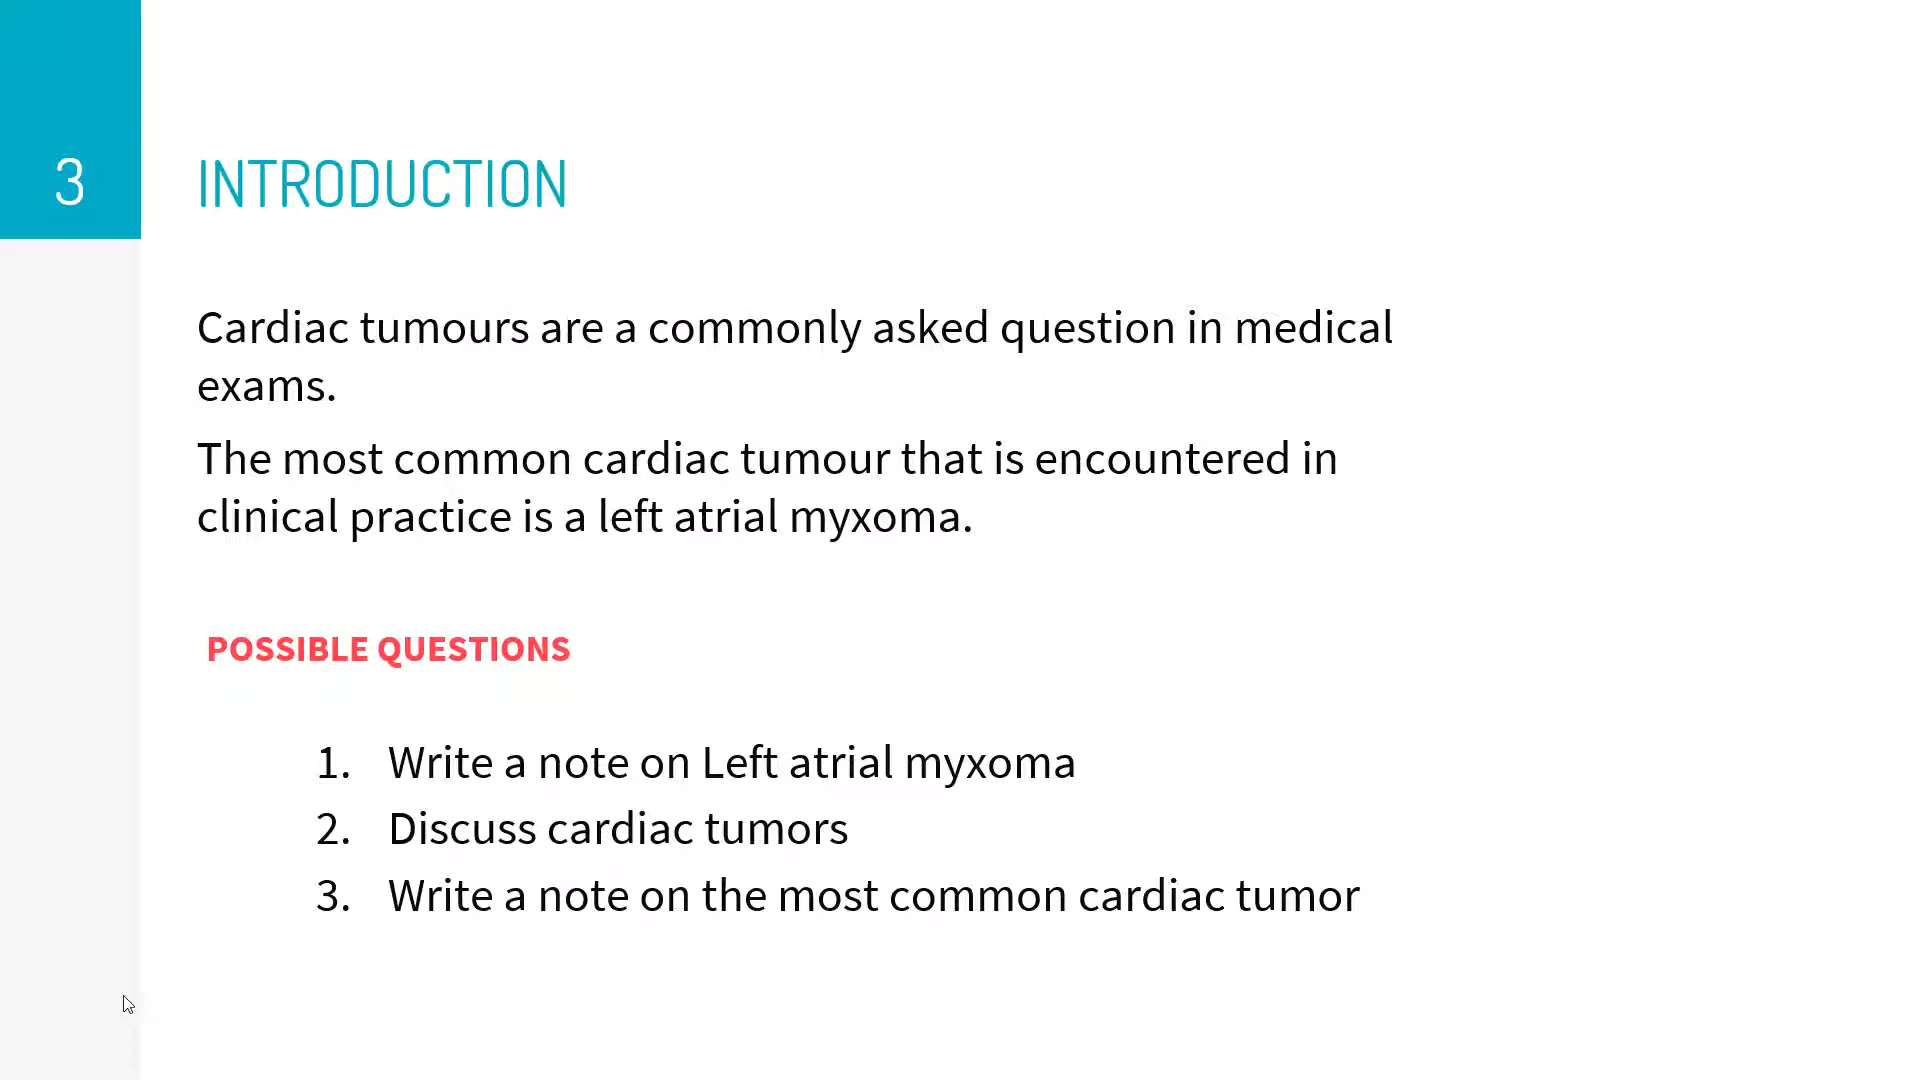 3
INTRODUCTION
Cardiac tumours are a commonly asked question in medical
exams.
The most common cardiac tumour that is encountered in
clinical practice is a left atrial myxoma.
POSSIBLE QUESTIONS
1. Write a note on Left atrial myxoma
2. Discuss cardiac tumors
3. Write a note on the most common cardiac tumor